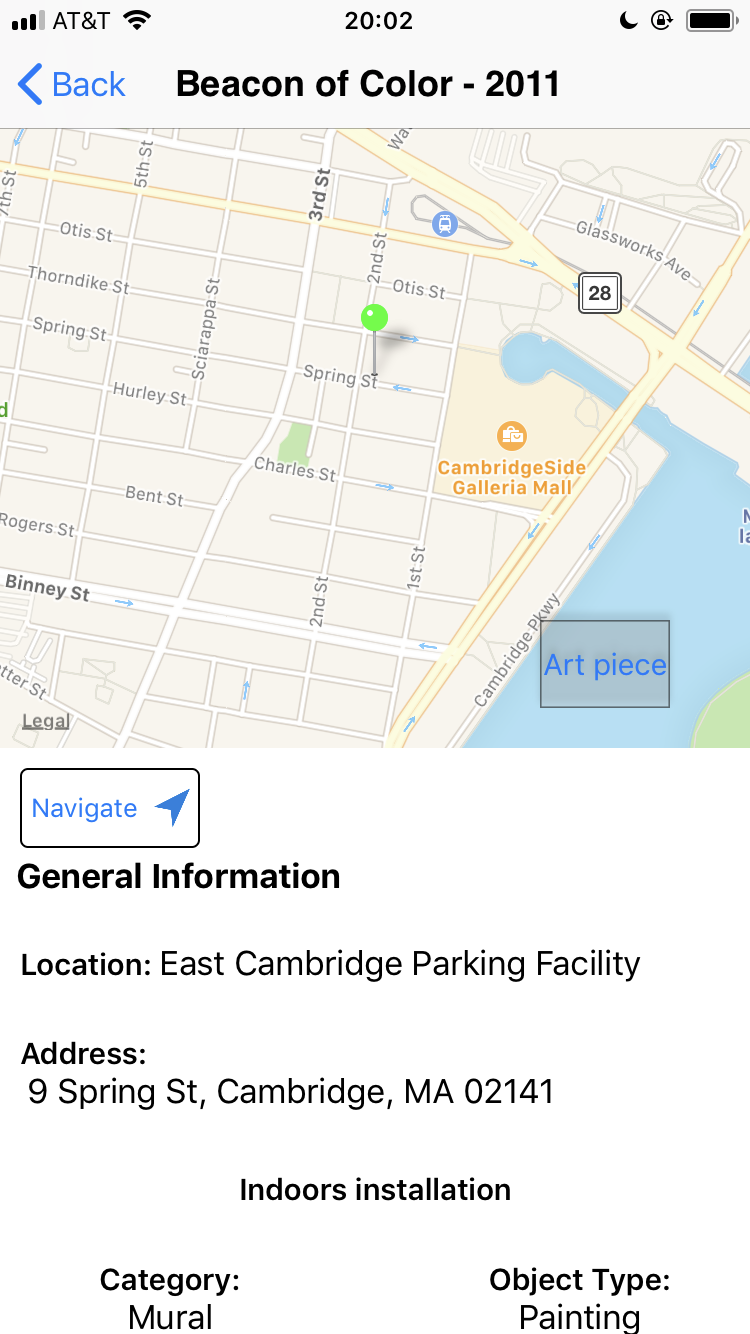 AT&T
20:02
Back
Beacon of Color - 2011
Wa
5th St
7th St
3rd St
Otis St
2nd St
Glassworks Ave
Thorndike St
Otis St
28
Sciarappa St
Spring St
Spring St
Hurley St
d
CambridgeSide
Galleria Mall
Charles St
Bent St
Rogers St
1st St
Binney St
2nd St
Cambridge Pkwy
Art piece
tter St
Legal
Navigate
General Information
Location: East Cambridge Parking Facility
Address:
9 Spring St, Cambridge, MA 02141
Indoors installation
Category: Object Type:
Mural Painting